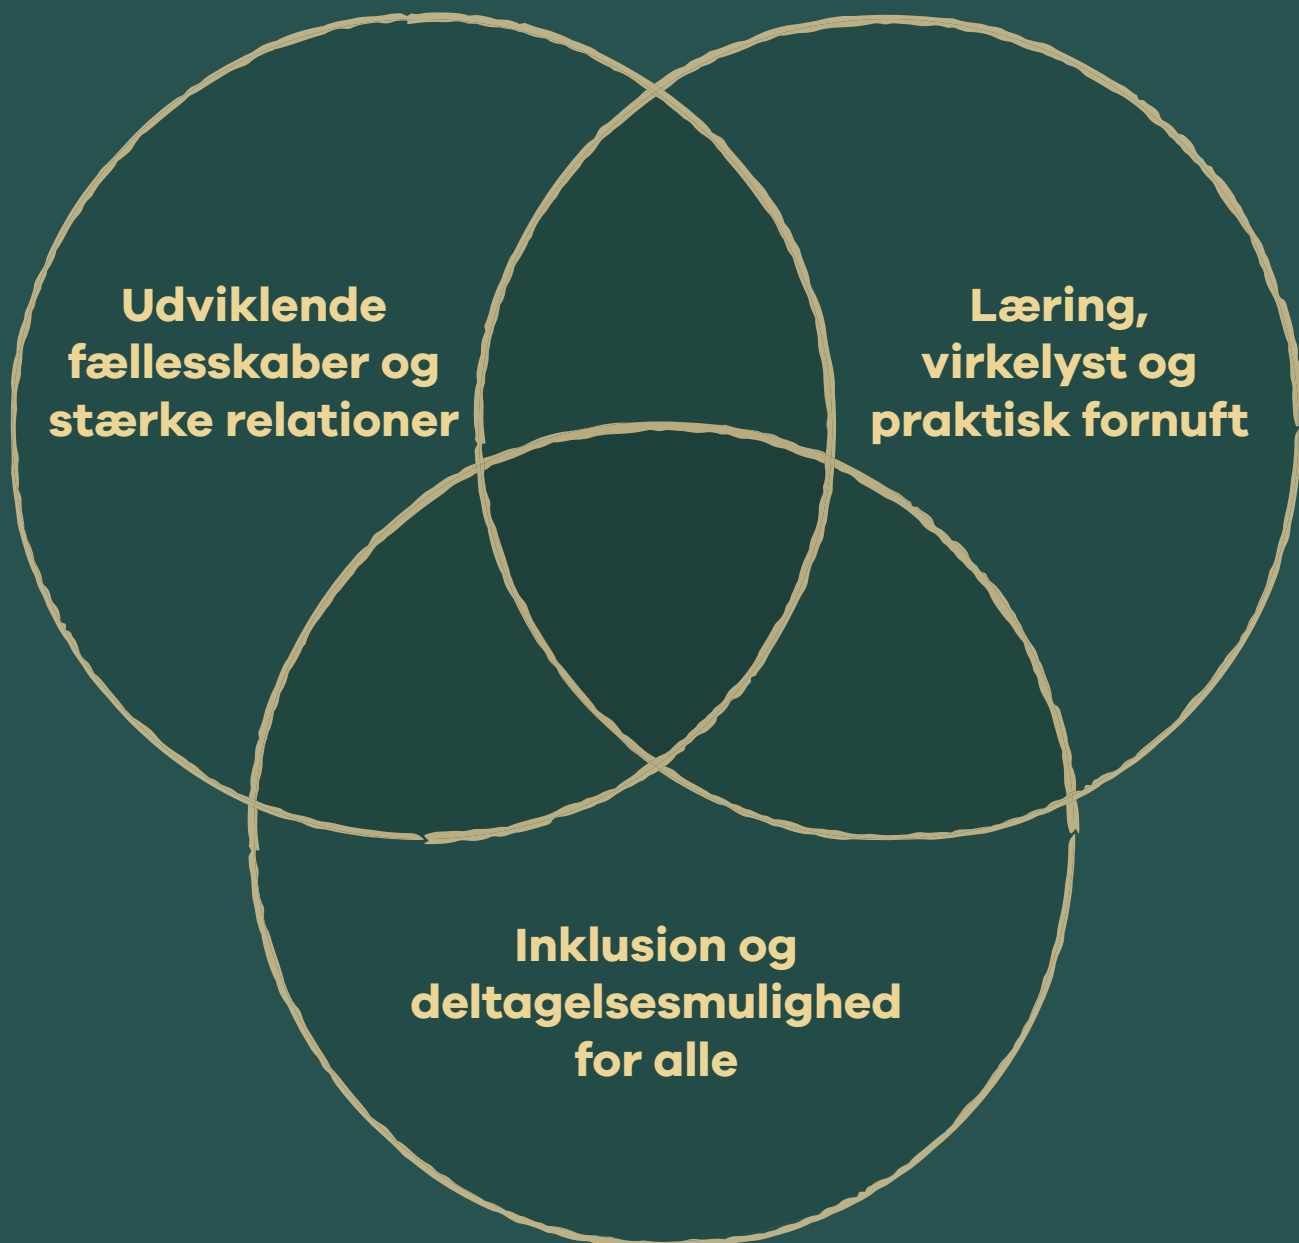 Udviklende
fællesskaber og
stærke relationer
Læring,
virkelyst og
praktisk fornuft
Inklusion og
deltagelsesmulighed
for alle